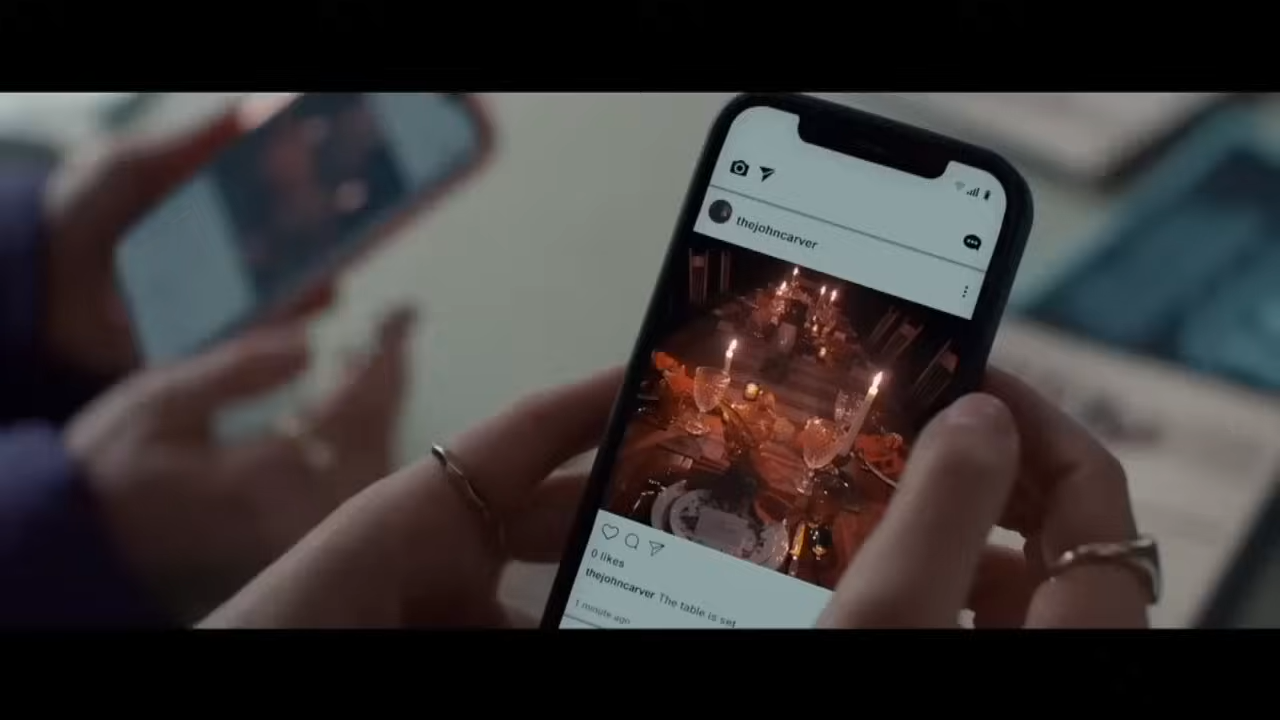 thejohncarver
0 likes
thejohncarver The table is set
1 minute ago